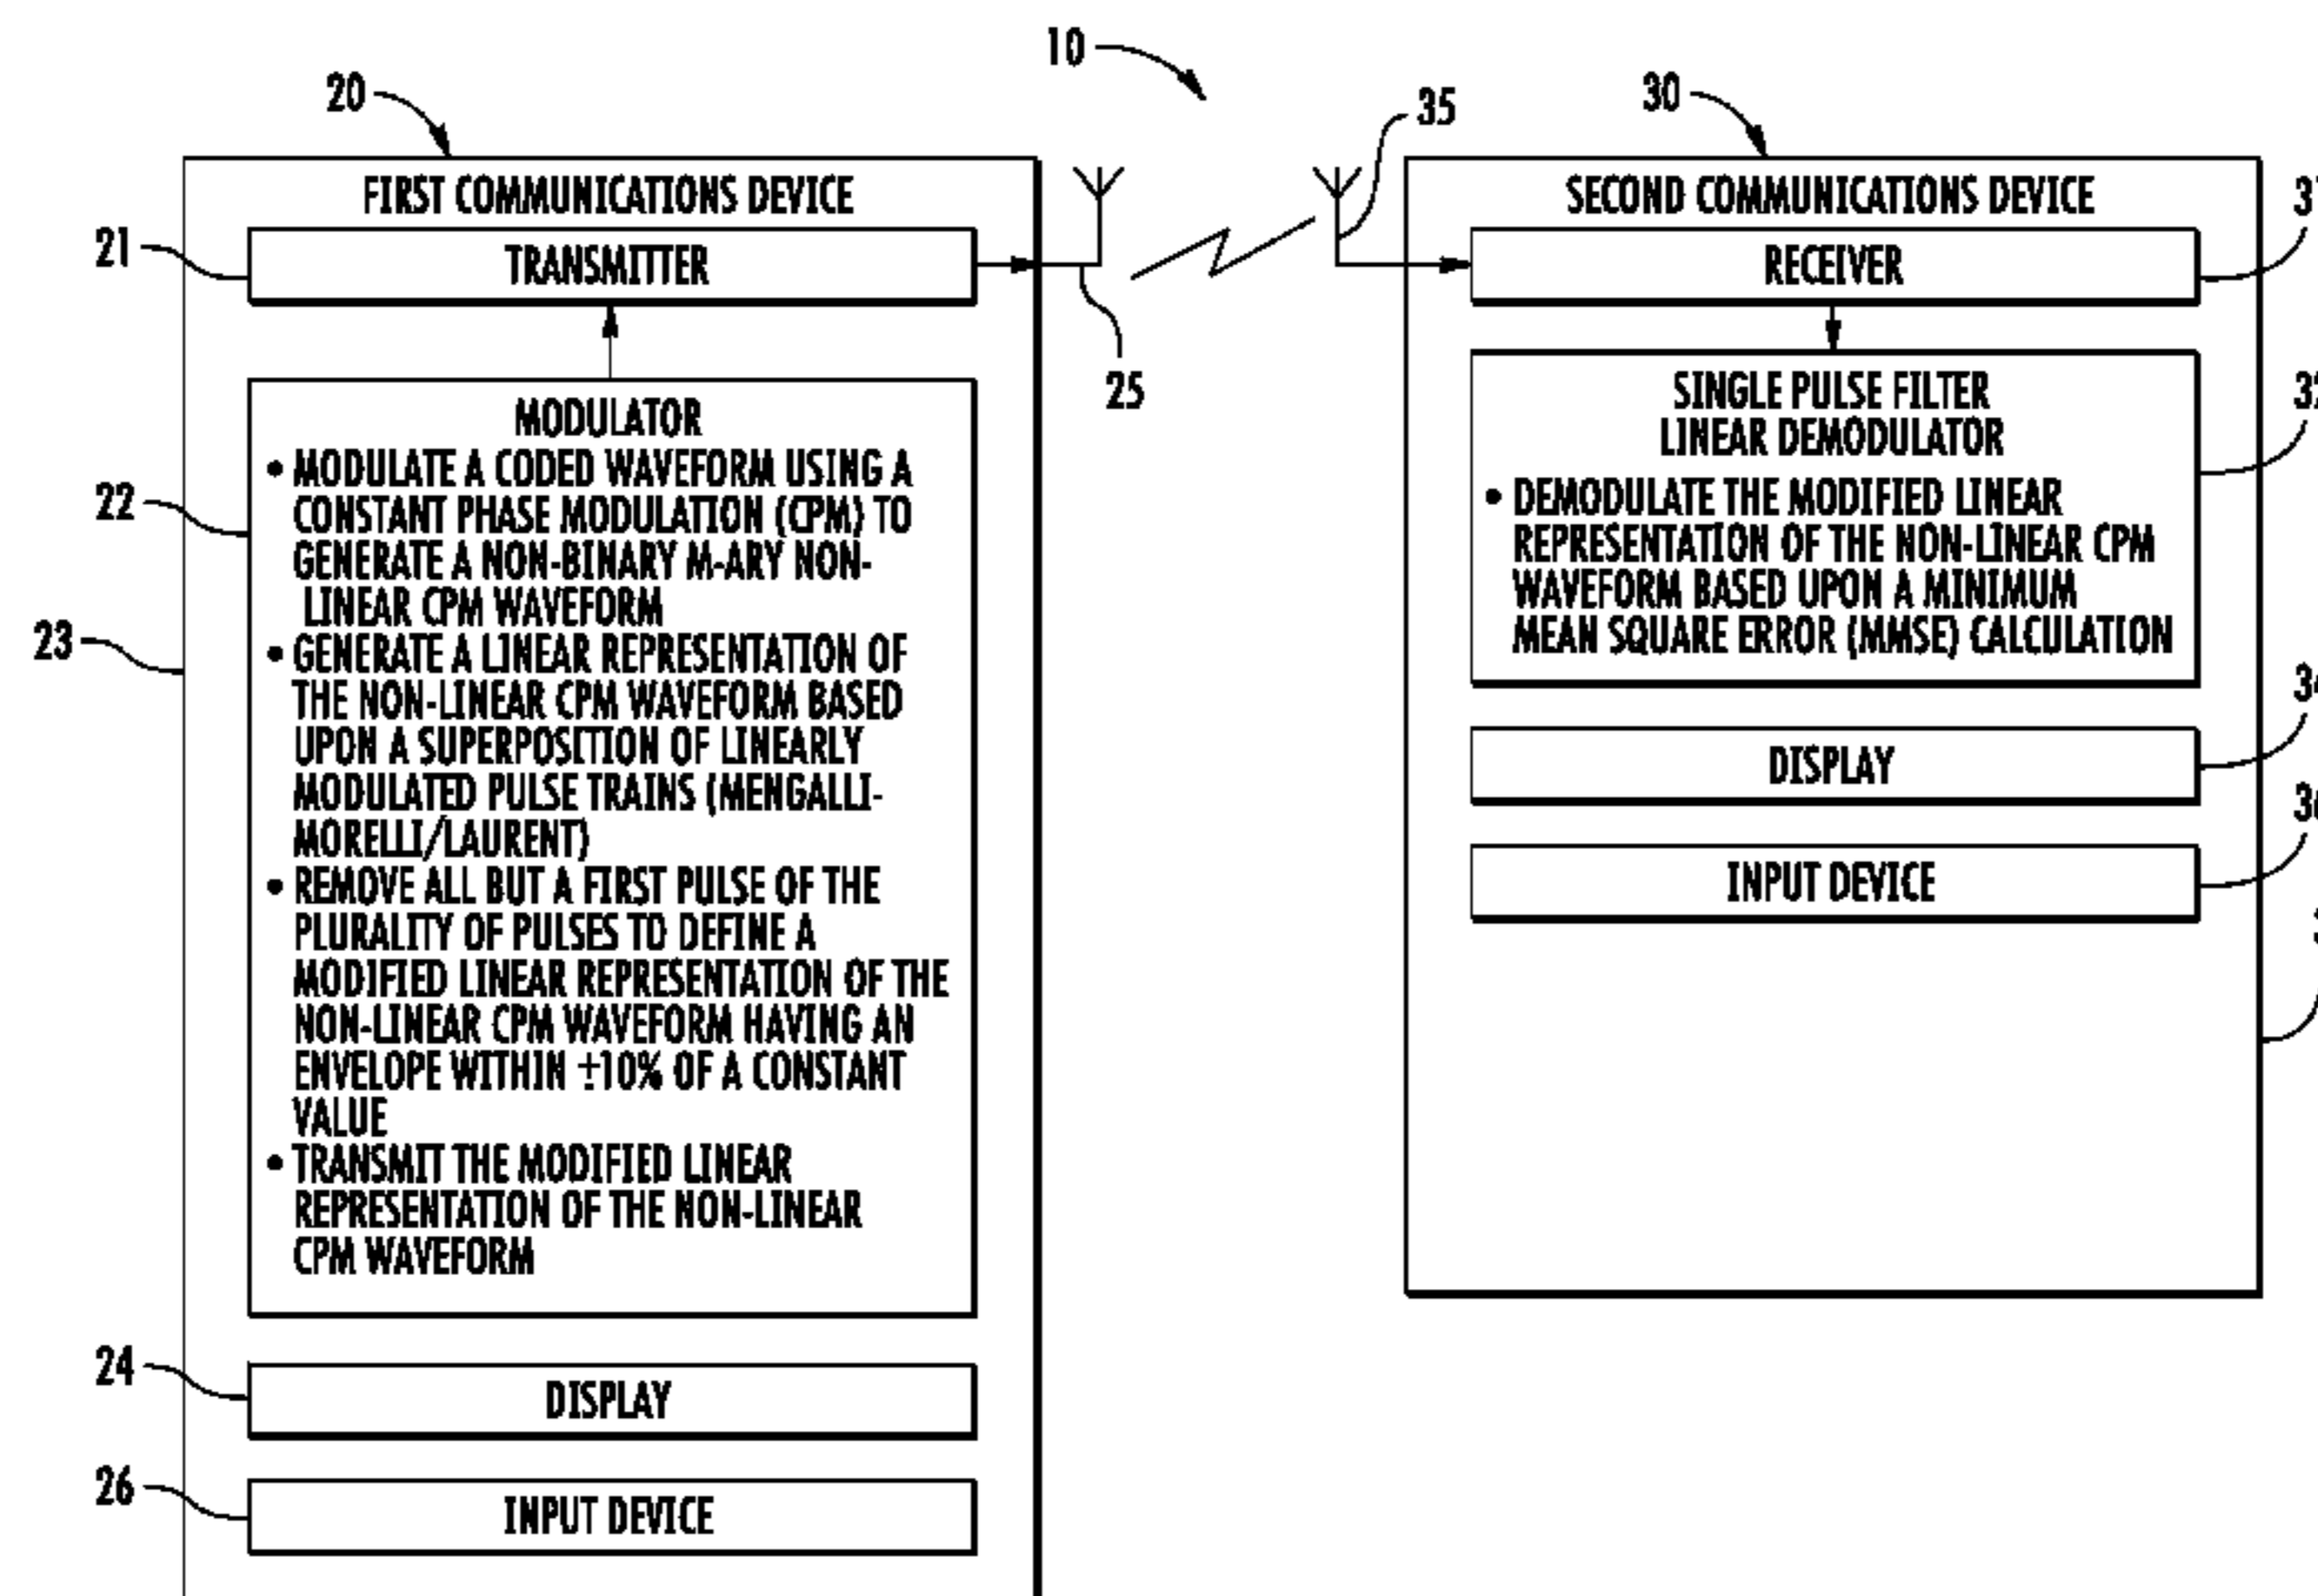 10
20
35
30
FIRST COMMUNICATIONS DEVICE
21
TRANSMITTER
25
MODULATOR
• MODULATE A CODED WAVEFORM USING A
CONSTANT PHASE MODULATION (CPM) TO
GENERATE A NON-BINARY M-ARY NON-
LINEAR CPM WAVEFORM
• GENERATE A LINEAR REPRESENTATION OF
THE NON-LINEAR CPM WAVEFORM BASED
UPON A SUPERPOSITION OF LINEARLY
MODULATED PULSE TRAINS (MENGALLI-
MORELLI/LAURENT)
• REMOVE ALL BUT A FIRST PULSE OF THE
PLURALITY OF PULSES TO DEFINE A
MODIFIED LINEAR REPRESENTATION OF THE
NON-LINEAR CPM WAVEFORM HAVING AN
ENVELOPE WITHIN ±10% OF A CONSTANT
VALUE
• TRANSMIT THE MODIFIED LINEAR
REPRESENTATION OF THE NON-LINEAR
CPM WAVEFORM
22
23
24
DISPLAY
26
INPUT DEVICE
SECOND COMMUNICATIONS DEVICE
RECEIVER
SINGLE PULSE FILTER
LINEAR DEMODULATOR
• DEMODULATE THE MODIFIED LINEAR
REPRESENTATION OF THE NON-LINEAR CPM
WAVEFORM BASED UPON A MINIMUM
MEAN SQUARE ERROR (MMSE) CALCULATION
DISPLAY
INPUT DEVICE